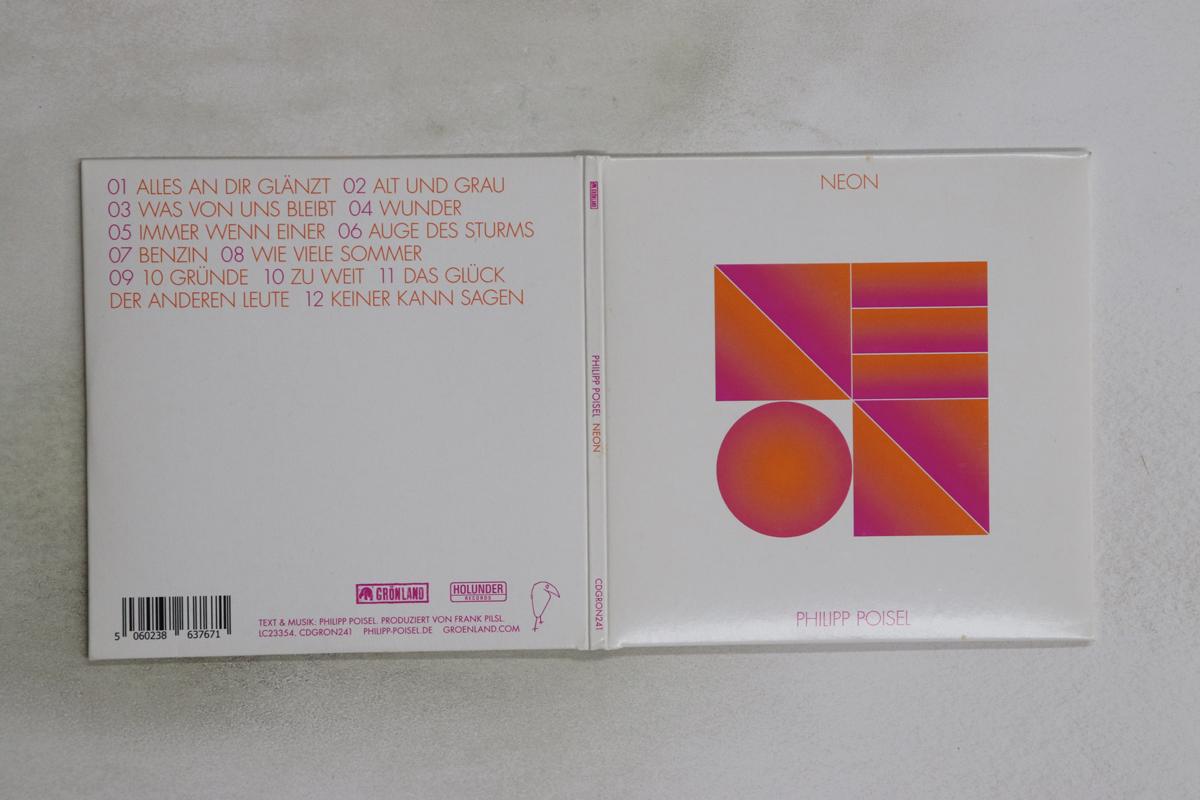 01 ALLES AN DIR GLÄNZT 02 ALT UND GRAU
03 WAS VON UNS BLEIBT 04 WUNDER
05 IMMER WENN EINER 06 AUGE DES STURMS
07 BENZIN 08 WIE VIELE SOMMER
09 10 GRÜNDE 10 ZU WEIT 11 DAS GLÜCK
DER ANDEREN LEUTE 12 KEINER KANN SAGEN
GRÖNLAND
HOLUNDER
RECORDS
TEXT & MUSIK: PHILIPP POISEL. PRODUZIERT VON FRANK PILSL.
LC23354. CDGRON241 PHILIPP-POISEL.DE GROENLAND.COM
5 060238 637671
GRÖNLAND
PHILIPP POISEL NEON
CDGRON241
NEON
NEON
PHILIPP POISEL